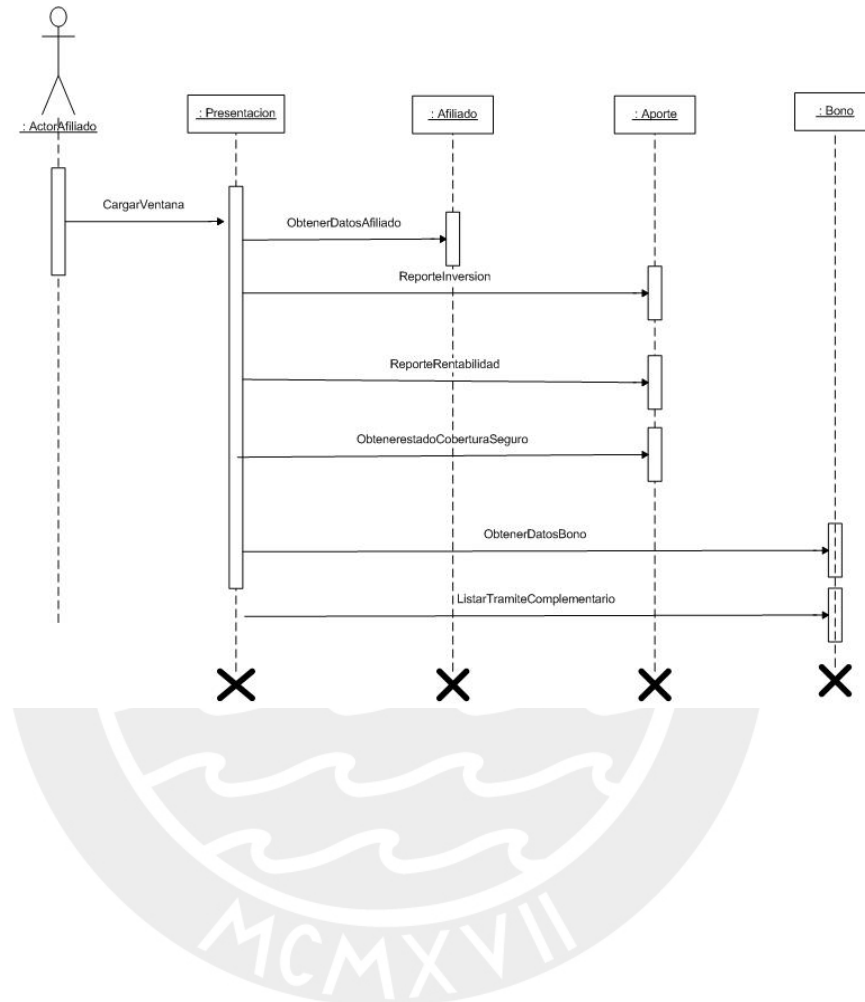 : ActorAfiliado
: Presentacion
: Afiliado
: Aporte
: Bono
CargarVentana
ObtenerDatosAfiliado
ReporteInversion
ReporteRentabilidad
ObtenerestadoCoberturaSeguro
ObtenerDatosBono
ListarTramiteComplementario
MCMXVII